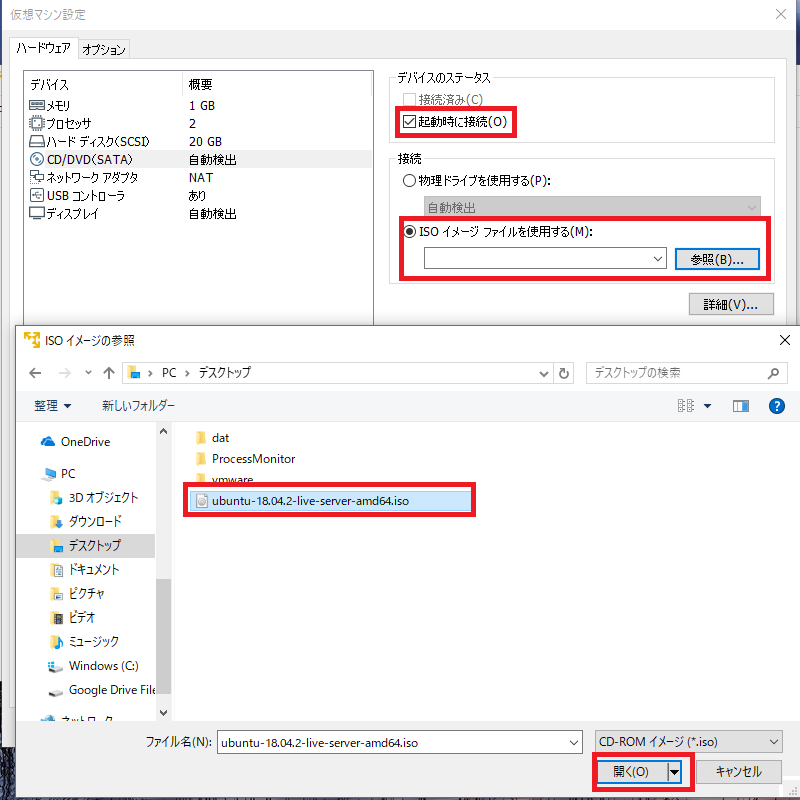 仮想マシン設定
ハードウェア オプション
デバイス 概要
メモリ 1 GB
プロセッサ 2
ハード ディスク(SCSI) 20 GB
CD/DVD(SATA) 自動検出
ネットワーク アダプタ NAT
USB コントローラ あり
ディスプレイ 自動検出
デバイスのステータス
接続済み(C)
起動時に接続(O)
接続
物理ドライブを使用する(P):
自動検出
ISO イメージ ファイルを使用する(M):
参照(B)...
詳細(V)...
ISO イメージの参照
PC デスクトップ
デスクトップの検索
整理 新しいフォルダー
OneDrive
PC
3D オブジェクト
ダウンロード
デスクトップ
ドキュメント
ピクチャ
ビデオ
ミュージック
Windows (C:)
Google Drive File
ネットワーク
dat
ProcessMonitor
vmware
ubuntu-18.04.2-live-server-amd64.iso
ファイル名(N): ubuntu-18.04.2-live-server-amd64.iso
CD-ROM イメージ (*.iso)
開く(O) キャンセル